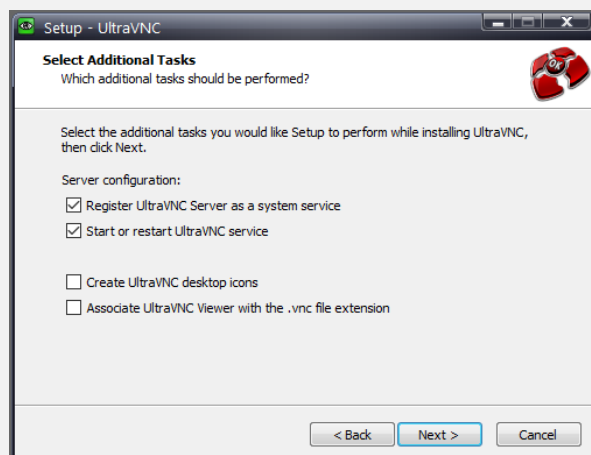 Setup - UltraVNC
Select Additional Tasks
Which additional tasks should be performed?
OK
Select the additional tasks you would like Setup to perform while installing UltraVNC,
then click Next.
Server configuration:
Register UltraVNC Server as a system service
Start or restart UltraVNC service
Create UltraVNC desktop icons
Associate UltraVNC Viewer with the .vnc file extension
< Back Next > Cancel